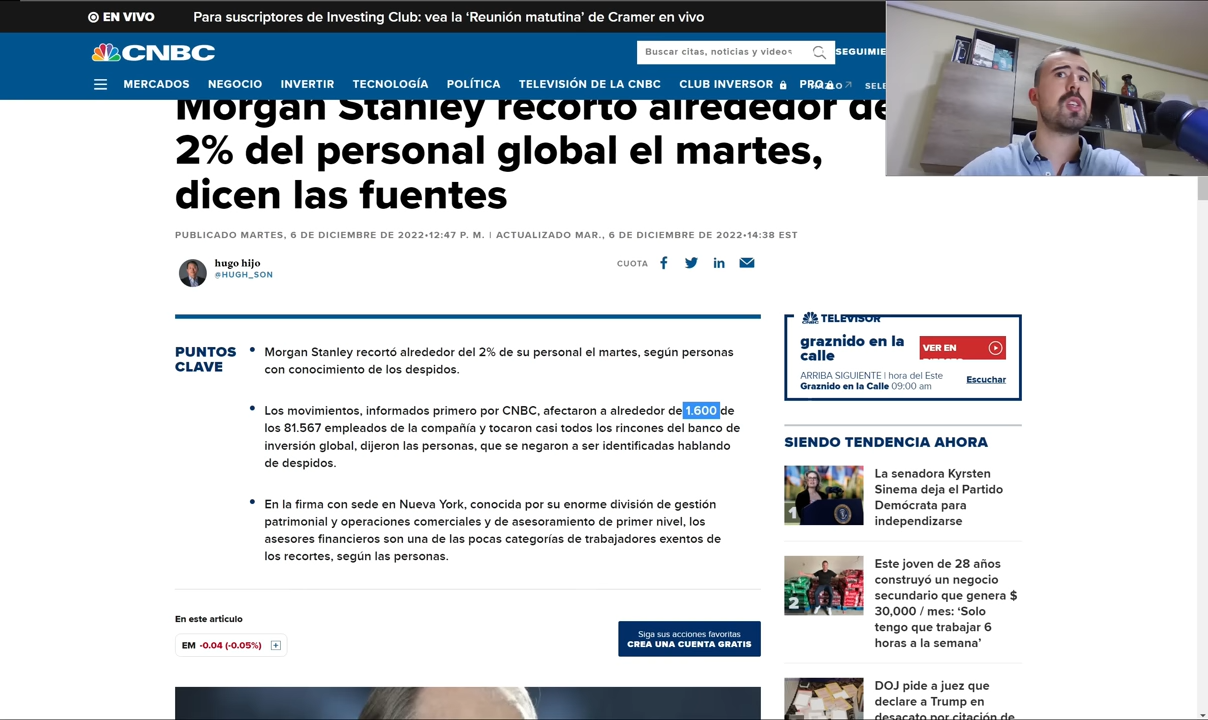 EN VIVO
Para suscriptores de Investing Club: vea la ‘Reunión matutina’ de Cramer en vivo
CNBC
Buscar citas, noticias y videos
SEGUIMIE
MERCADOS
NEGOCIO
INVERTIR
TECNOLOGÍA
POLÍTICA
TELEVISIÓN DE LA CNBC
CLUB INVERSOR
PRO
SELE
Morgan Stanley recortó alrededor de
2% del personal global el martes,
dicen las fuentes
PUBLICADO MARTES, 6 DE DICIEMBRE DE 2022•12:47 P. M. | ACTUALIZADO MAR., 6 DE DICIEMBRE DE 2022•14:38 EST
hugo hijo
@HUGH_SON
CUOTA
PUNTOS
CLAVE
Morgan Stanley recortó alrededor del 2% de su personal el martes, según personas
con conocimiento de los despidos.
Los movimientos, informados primero por CNBC, afectaron a alrededor de 1.600 de
los 81.567 empleados de la compañía y tocaron casi todos los rincones del banco de
inversión global, dijeron las personas, que se negaron a ser identificadas hablando
de despidos.
En la firma con sede en Nueva York, conocida por su enorme división de gestión
patrimonial y operaciones comerciales y de asesoramiento de primer nivel, los
asesores financieros son una de las pocas categorías de trabajadores exentos de
los recortes, según las personas.
En este articulo
EM -0.04 (-0.05%)
Siga sus acciones favoritas
CREA UNA CUENTA GRATIS
CNBC TELEVISOR
graznido en la
calle
VER EN
ARRIBA SIGUIENTE | hora del Este
Graznido en la Calle 09:00 am
Escuchar
SIENDO TENDENCIA AHORA
1
La senadora Kyrsten
Sinema deja el Partido
Demócrata para
independizarse
2
Este joven de 28 años
construyó un negocio
secundario que genera $
30,000 / mes: ‘Solo
tengo que trabajar 6
horas a la semana’
DOJ pide a juez que
declare a Trump en
desacato por citación de